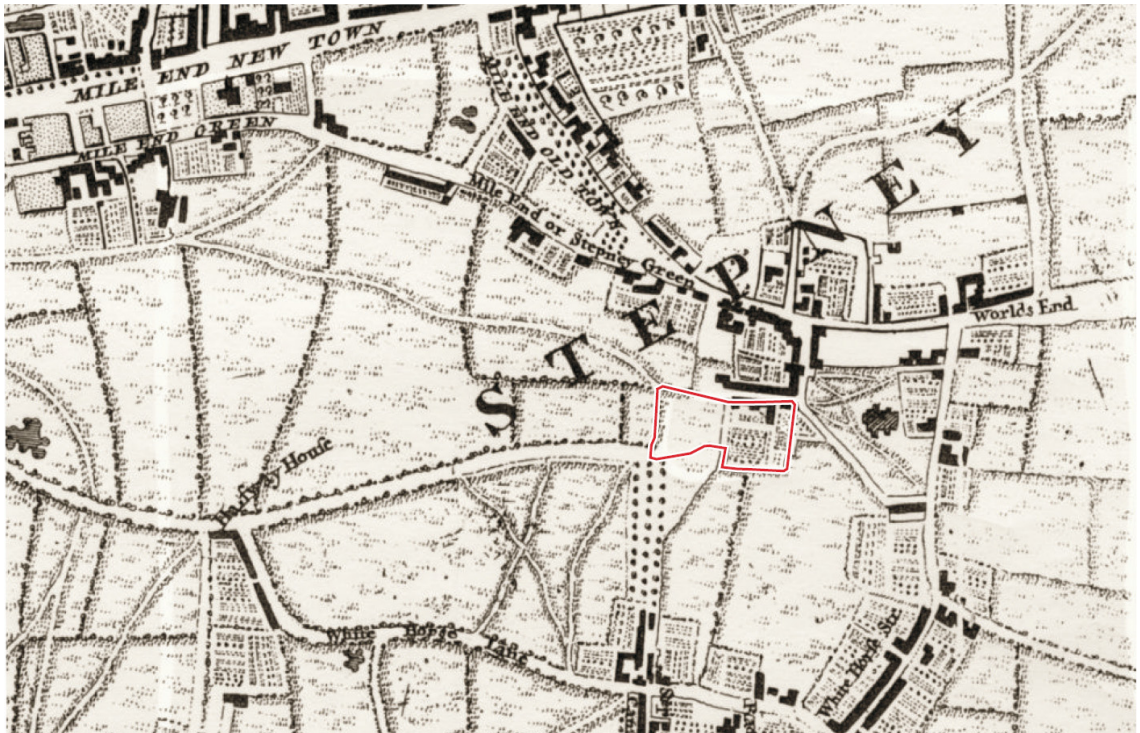 MILE END NEW TOWN
MILE END GREEN
MILE END OLD TOWN
Mile End or Stepney Green
STEPNEY
Worlds End
Halfway Houſe
White Horſe Lane
White Horſe Str